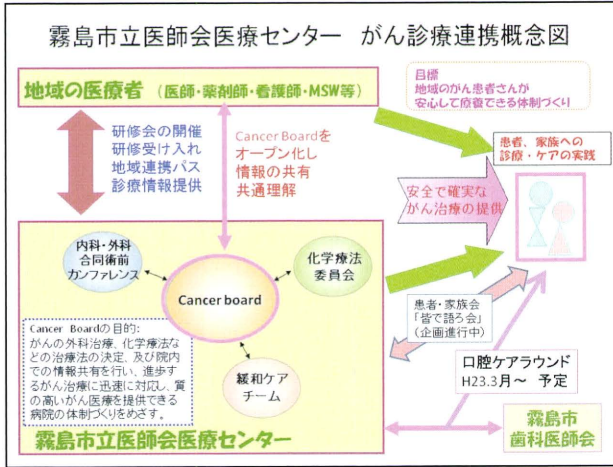 霧島市立医師会医療センター　がん診療連携概念図
地域の医療者 （医師・薬剤師・看護師・MSW等）
目標
地域のがん患者さんが
安心して療養できる体制づくり
研修会の開催
研修受け入れ
地域連携パス
診療情報提供
Cancer Boardを
オープン化し
情報の共有
共通理解
患者、家族への
診療・ケアの実践
安全で確実な
がん治療の提供
内科・外科
合同術前
カンファレンス
化学療法
委員会
Cancer board
緩和ケア
チーム
Cancer Boardの目的:
がんの外科治療、化学療法な
どの治療法の決定、及び院内
での情報共有を行い、進歩す
るがん治療に迅速に対応し、質
の高いがん医療を提供できる
病院の体制づくりをめざす。
患者・家族会
「皆で語ろ会」
（企画進行中）
口腔ケアラウンド
H23.3月～　予定
霧島市立医師会医療センター
霧島市
歯科医師会